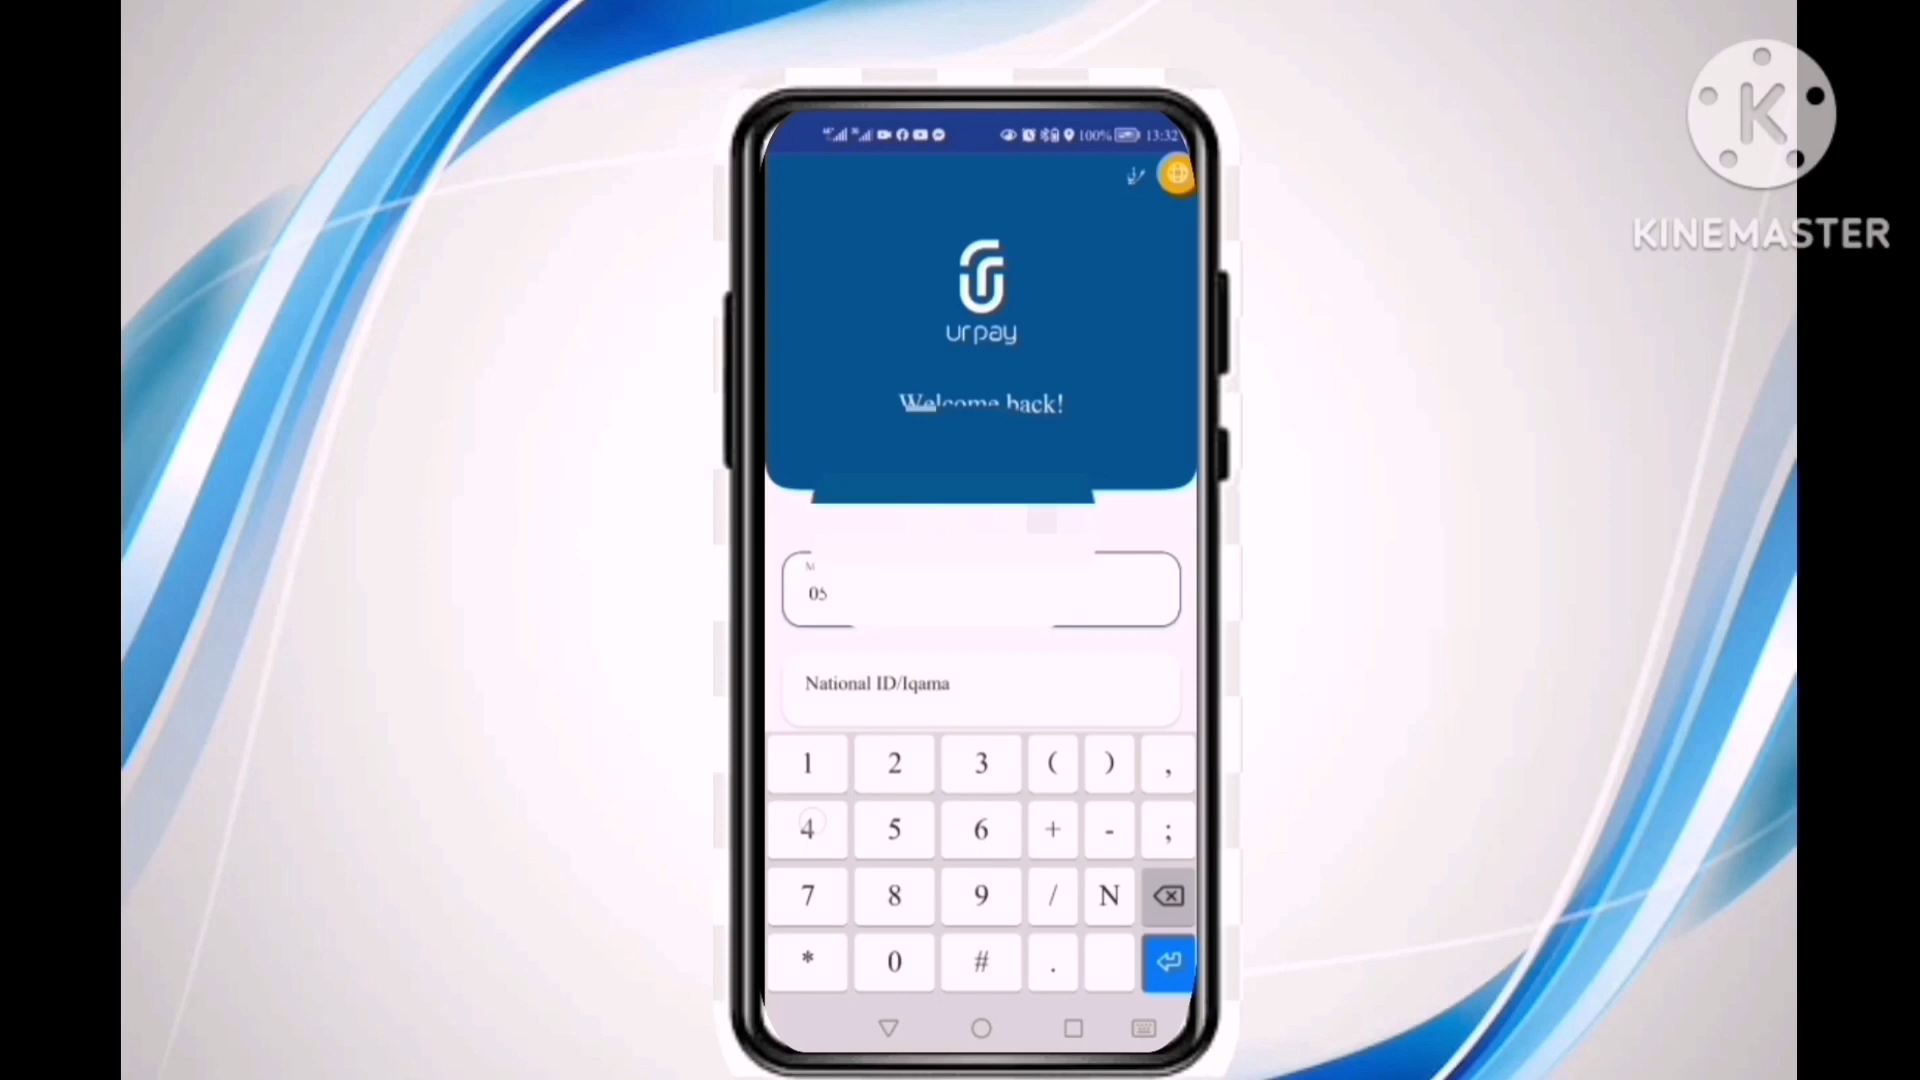 100% 13:32
KINEMASTER
urpay
Welcome back!
M
05
National ID/Iqama
1 2 3 ( ) ,
4 5 6 + - ;
7 8 9 / N
* 0 # .